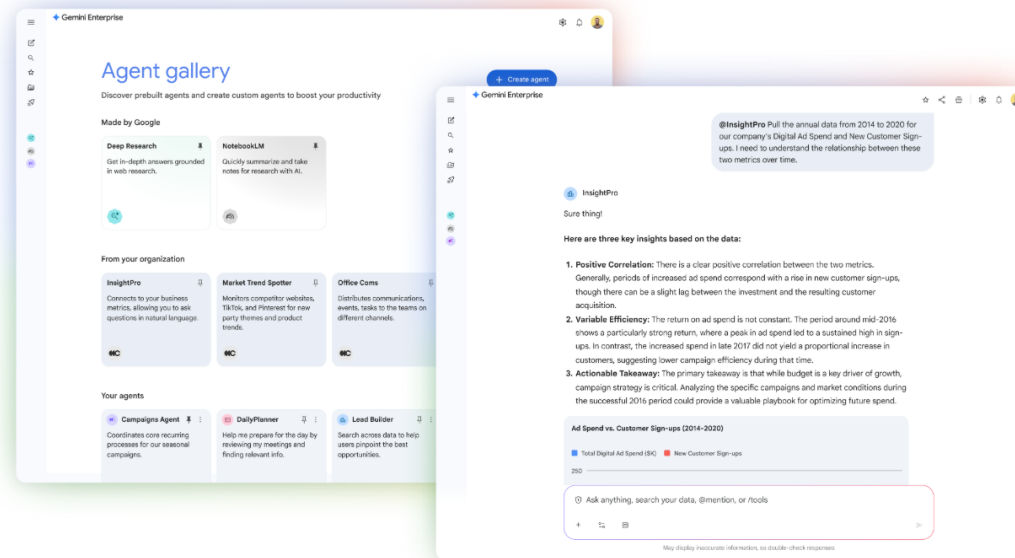 Gemini Enterprise
Agent gallery
Create agent
Discover prebuilt agents and create custom agents to boost your productivity
Made by Google
Deep Research
Get in-depth answers grounded
in web research.
NotebookLM
Quickly summarize and take
notes for research with AI.
From your organization
InsightPro
Connects to your business
metrics, allowing you to ask
questions in natural language.
Market Trend Spotter
Monitors competitor websites,
TikTok, and Pinterest for new
party themes and product
trends.
Office Coms
Distributes communications,
events, tasks to the teams on
different channels.
Your agents
Campaigns Agent
Coordinates core recurring
processes for our seasonal
campaigns.
DailyPlanner
Help me prepare for the day by
reviewing my meetings and
finding relevant info.
Lead Builder
Search across data to help
users pinpoint the best
opportunities.
Gemini Enterprise
@InsightPro Pull the annual data from 2014 to 2020 for
our company's Digital Ad Spend and New Customer Sign-
ups. I need to understand the relationship between these
two metrics over time.
InsightPro
Sure thing!
Here are three key insights based on the data:
1. Positive Correlation: There is a clear positive correlation between the two metrics.
Generally, periods of increased ad spend correspond with a rise in new customer sign-ups,
though there can be a slight lag between the investment and the resulting customer
acquisition.
2. Variable Efficiency: The return on ad spend is not constant. The period around mid-2016
shows a particularly strong return, where a peak in ad spend led to a sustained high in sign-
ups. In contrast, the increased spend in late 2017 did not yield a proportional increase in
customers, suggesting lower campaign efficiency during that time.
3. Actionable Takeaway: The primary takeaway is that while budget is a key driver of growth,
campaign strategy is critical. Analyzing the specific campaigns and market conditions during
the successful 2016 period could provide a valuable playbook for optimizing future spend.
Ad Spend vs. Customer Sign-ups (2014-2020)
Total Digital Ad Spend ($K) New Customer Sign-ups
250
Ask anything, search your data, @mention, or /tools
May display inaccurate information, so double-check responses